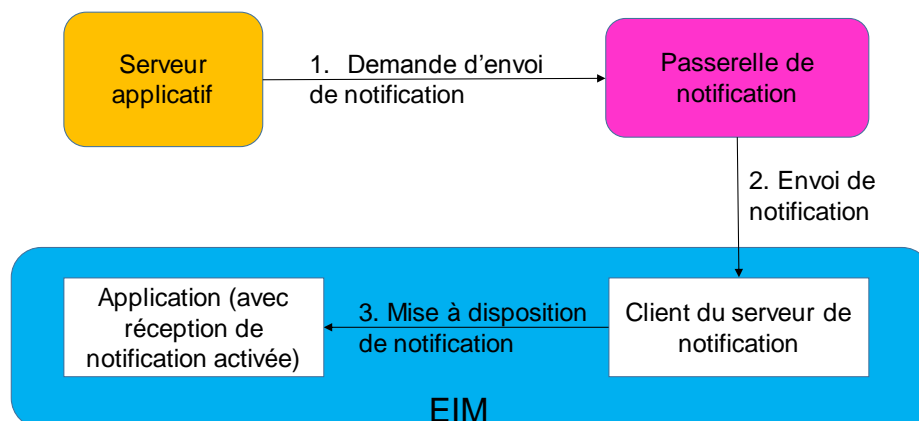 Serveur
applicatif
1. Demande d'envoi
de notification
Passerelle de
notification
2. Envoi de
notification
Application (avec
réception de
notification activée)
3. Mise à disposition
de notification
Client du serveur de
notification
EIM